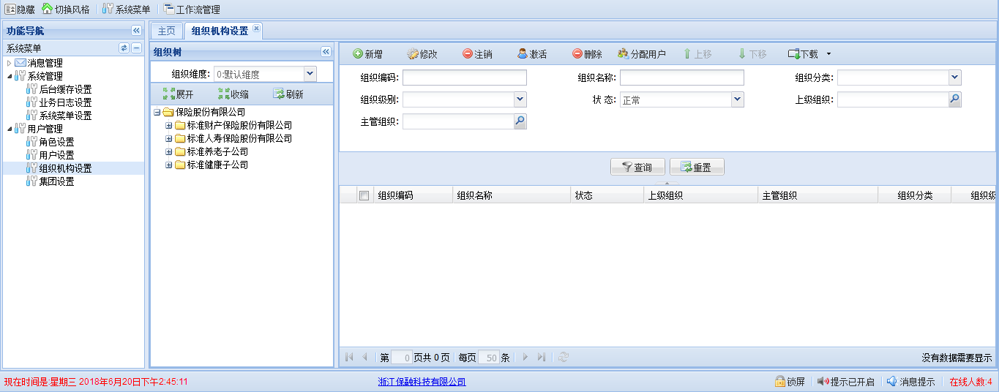 隐藏 切换风格 系统菜单 工作流管理
功能导航
系统菜单
消息管理
系统管理
后台缓存设置
业务日志设置
系统菜单设置
用户管理
角色设置
用户设置
组织机构设置
集团设置
主页 组织机构设置
组织树
组织维度: 0:默认维度
展开 收缩 刷新
保险股份有限公司
标准财产保险股份有限公司
标准人寿保险股份有限公司
标准养老子公司
标准健康子公司
新增 修改 注销 激活 删除 分配用户 上移 下移 下载
组织编码: 组织名称: 组织分类:
组织级别: 状 态: 正常 上级组织:
主管组织:
查询 重置
组织编码 组织名称 状态 上级组织 主管组织 组织分类 组织级
第 0 页共 0 页 每页 50 条 没有数据需要显示
现在时间是:星期三 2018年6月20日下午2:45:11 浙江保融科技有限公司 锁屏 提示已开启 消息提示 在线人数:4